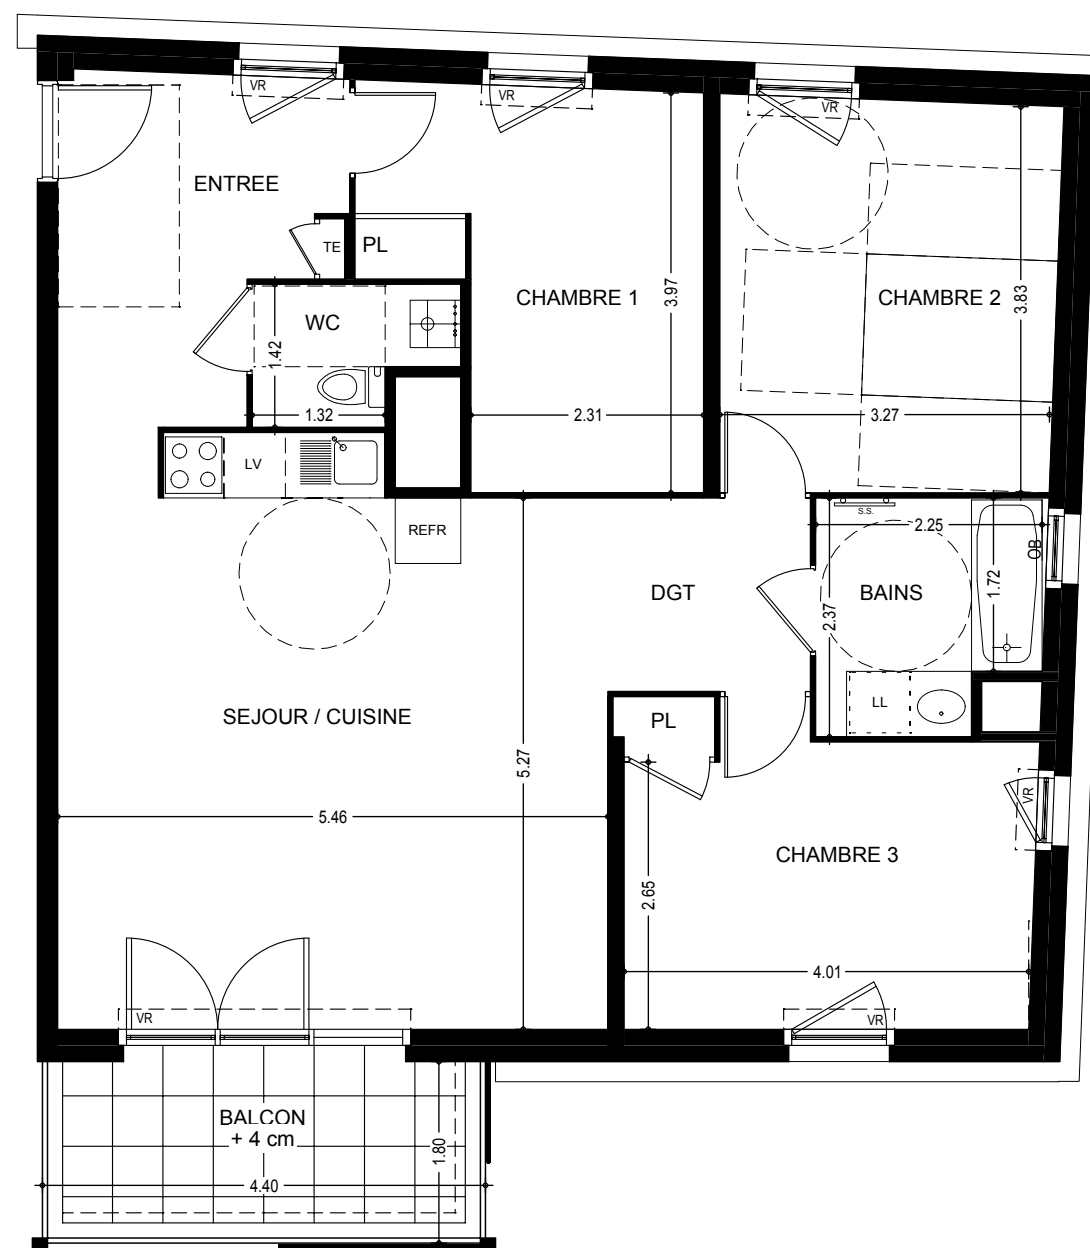 VR
VR
VR
ENTREE
TE
PL
CHAMBRE 1
3.97
CHAMBRE 2
3.83
WC
1.42
1.32
2.31
3.27
LV
REFR
S.S.
2.25
OB
DGT
BAINS
1.72
2.37
LL
SEJOUR / CUISINE
PL
5.27
5.46
VR
CHAMBRE 3
2.65
4.01
VR
VR
BALCON
+ 4 cm
1.80
4.40